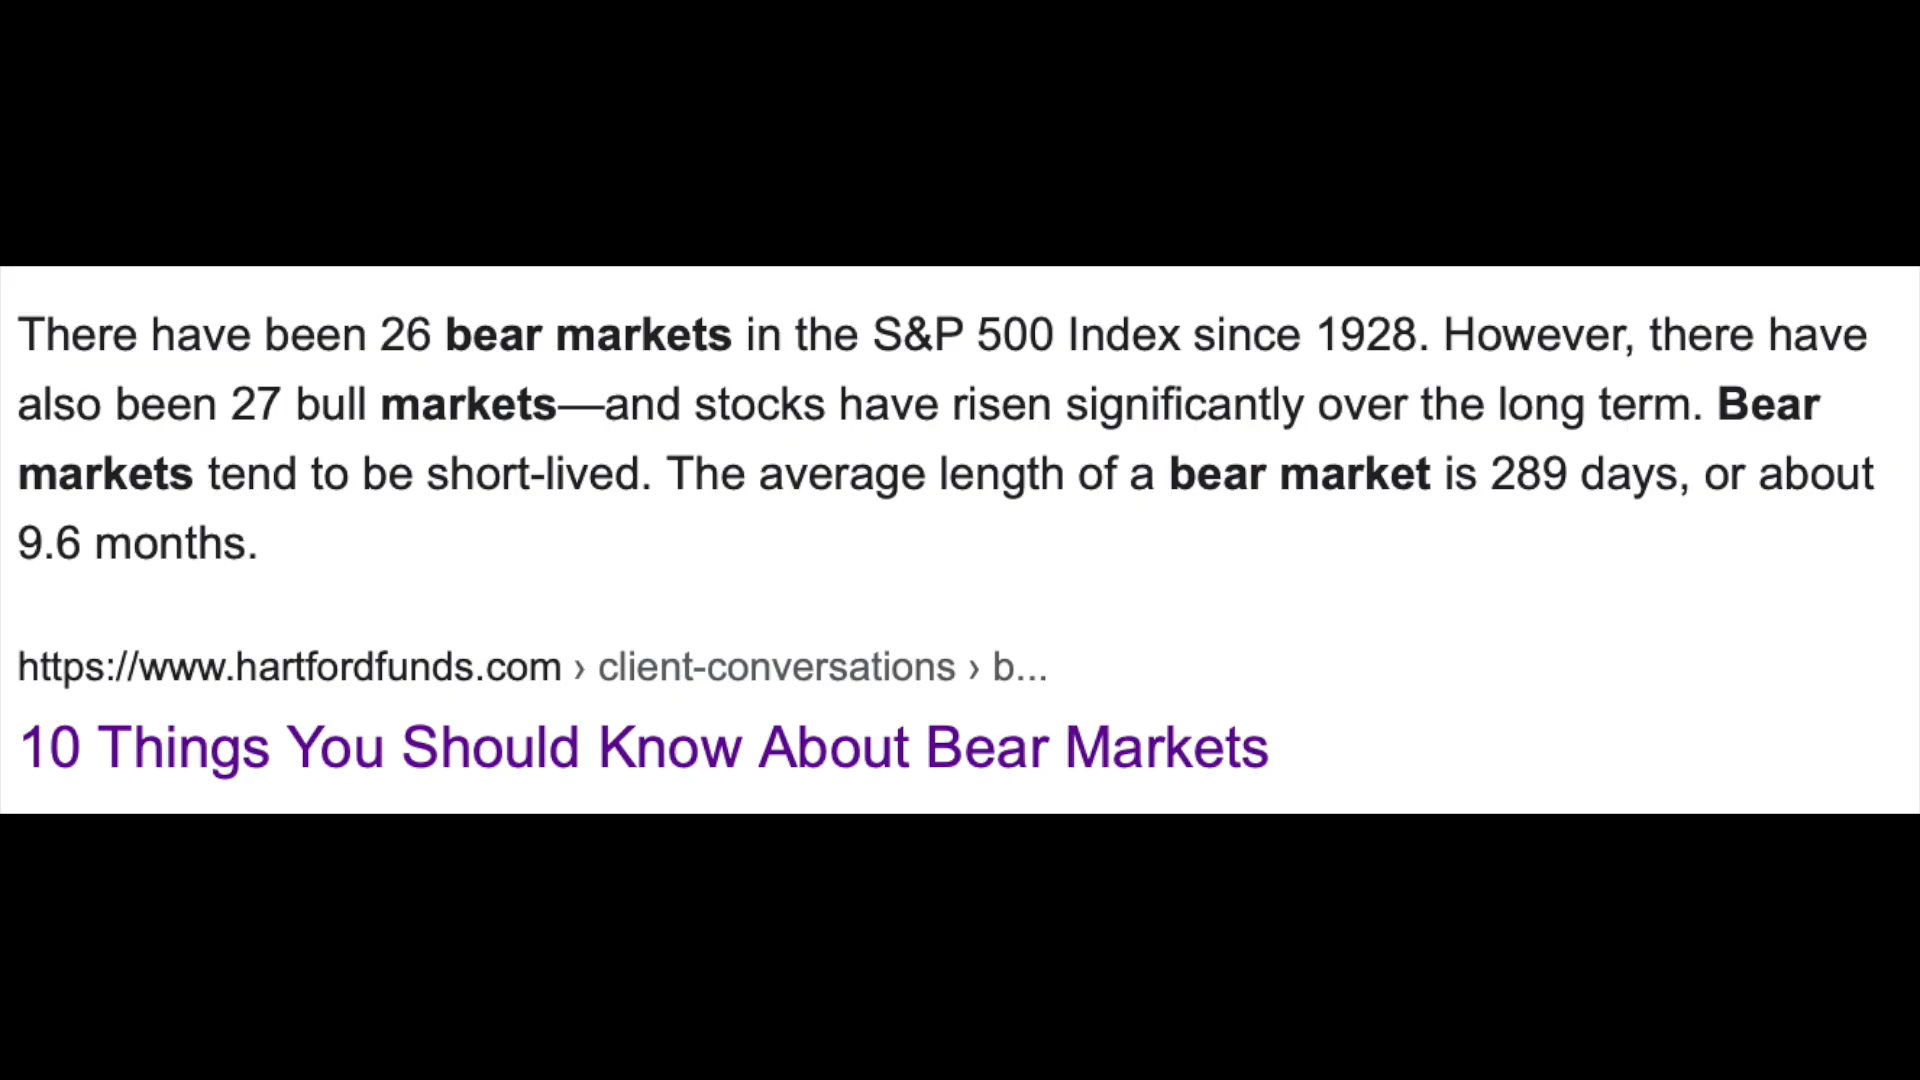 There have been 26 bear markets in the S&P 500 Index since 1928. However, there have
also been 27 bull markets—and stocks have risen significantly over the long term. Bear
markets tend to be short-lived. The average length of a bear market is 289 days, or about
9.6 months.
https://www.hartfordfunds.com › client-conversations › b...
10 Things You Should Know About Bear Markets